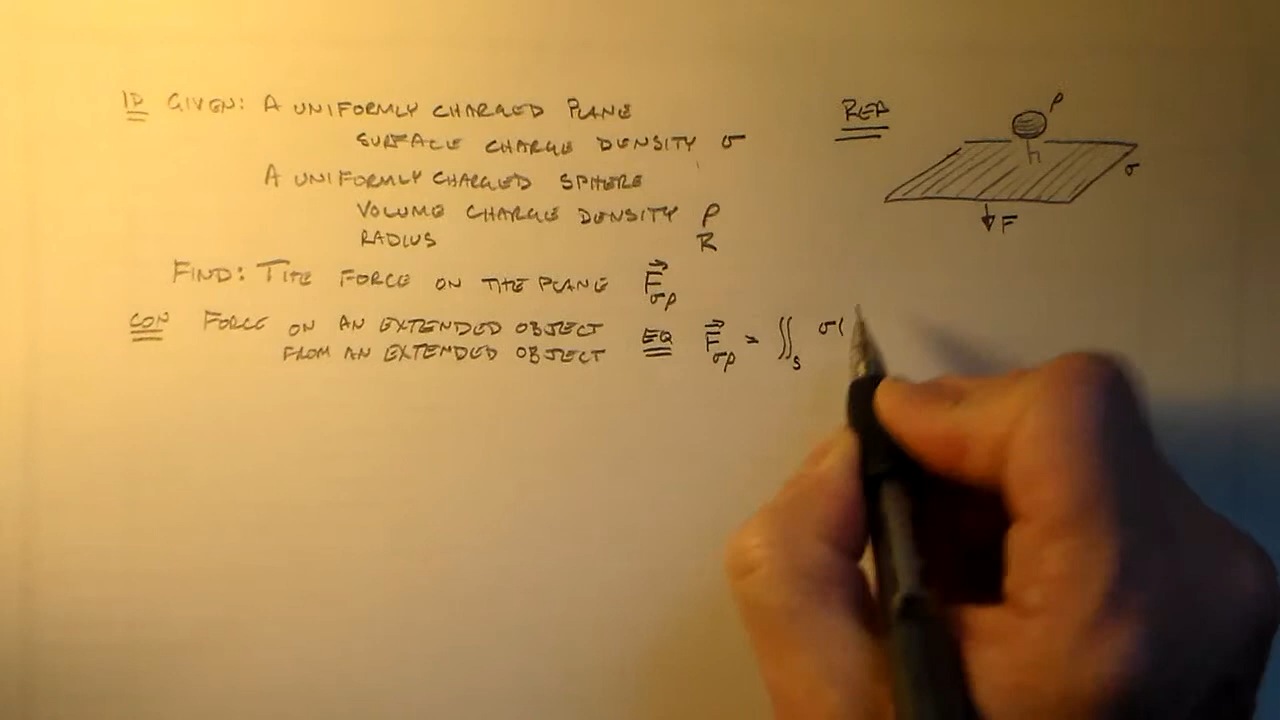 ID GIVEN: A UNIFORMLY CHARGED PLANE
SURFACE CHARGE DENSITY σ
A UNIFORMLY CHARGED SPHERE
VOLUME CHARGE DENSITY ρ
RADIUS R
FIND: THE FORCE ON THE PLANE F⃗σρ
CON FORCE ON AN EXTENDED OBJECT
FROM AN EXTENDED OBJECT
EQ F⃗σρ = ∬S σ(
REP
ρ
h
σ
F